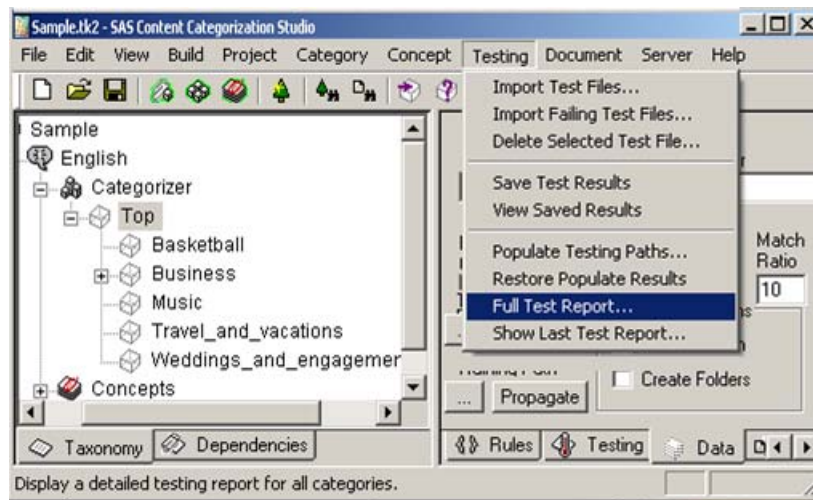 Sample.tk2 - SAS Content Categorization Studio
File Edit View Build Project Category Concept Testing Document Server Help
Sample
English
Categorizer
Top
Basketball
Business
Music
Travel_and_vacations
Weddings_and_engagemer
Concepts
Taxonomy Dependencies
Import Test Files...
Import Failing Test Files...
Delete Selected Test File...
Save Test Results
View Saved Results
Populate Testing Paths...
Restore Populate Results
Full Test Report...
Show Last Test Report...
Match
Ratio
10
... Propagate
Create Folders
Rules Testing Data D
Display a detailed testing report for all categories.